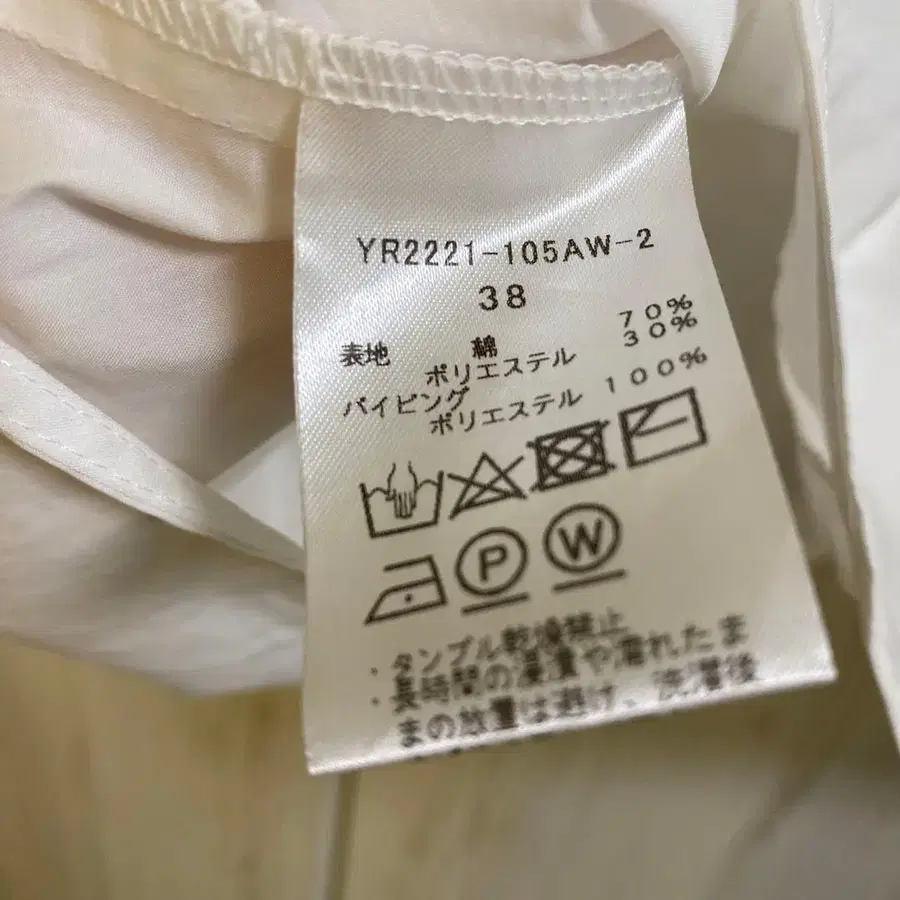 YR2221-105AW-2
38
表地 綿 70%
ポリエステル 30%
パイピング
ポリエステル 100%
P W
・タンブル乾燥禁止
・長時間の浸漬や濡れたま
まの放置は避け、洗濯後